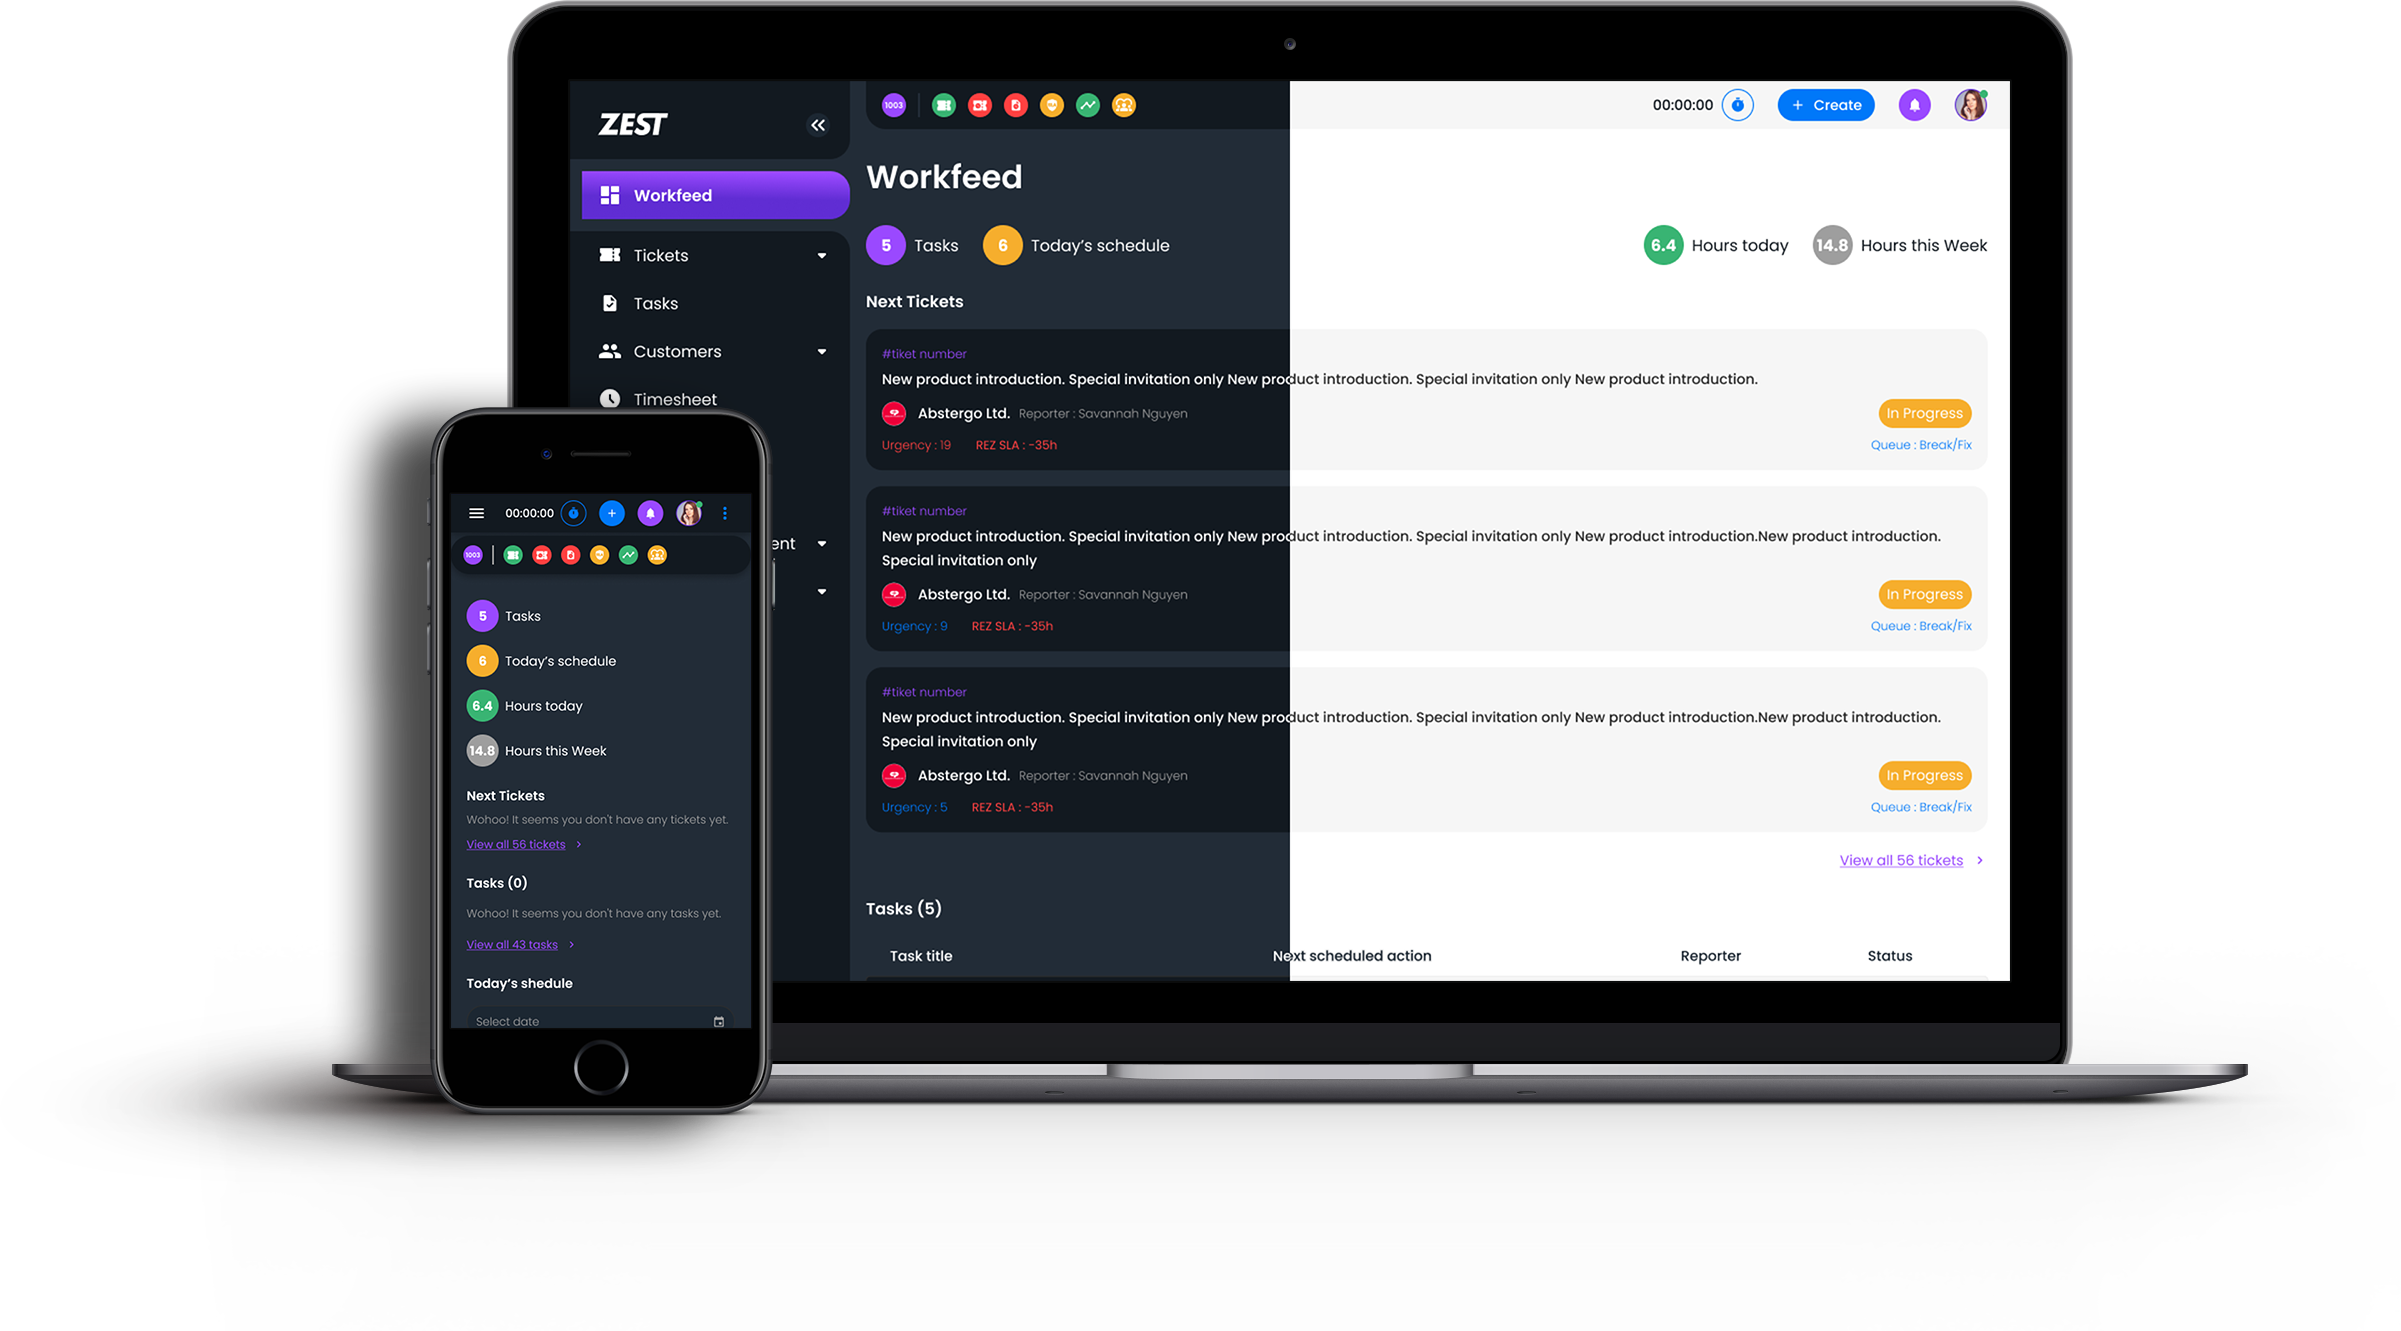 ZEST
1003
00:00:00
+ Create
Workfeed
Tickets
Tasks
Customers
Timesheet
ent
Workfeed
5 Tasks 6 Today's schedule 6.4 Hours today 14.8 Hours this Week
Next Tickets
#tiket number
New product introduction. Special invitation only New product introduction. Special invitation only New product introduction.
Abstergo Ltd. Reporter : Savannah Nguyen In Progress
Urgency : 19 REZ SLA : -35h Queue : Break/Fix
#tiket number
New product introduction. Special invitation only New product introduction. Special invitation only New product introduction.New product introduction.
Special invitation only
Abstergo Ltd. Reporter : Savannah Nguyen In Progress
Urgency : 9 REZ SLA : -35h Queue : Break/Fix
#tiket number
New product introduction. Special invitation only New product introduction. Special invitation only New product introduction.New product introduction.
Special invitation only
Abstergo Ltd. Reporter : Savannah Nguyen In Progress
Urgency : 5 REZ SLA : -35h Queue : Break/Fix
View all 56 tickets >
Tasks (5)
Task title Next scheduled action Reporter Status
00:00:00 +
1003
5 Tasks
6 Today's schedule
6.4 Hours today
14.8 Hours this Week
Next Tickets
Wohoo! It seems you don't have any tickets yet.
View all 56 tickets >
Tasks (0)
Wohoo! It seems you don't have any tasks yet.
View all 43 tasks >
Today's shedule
Select date